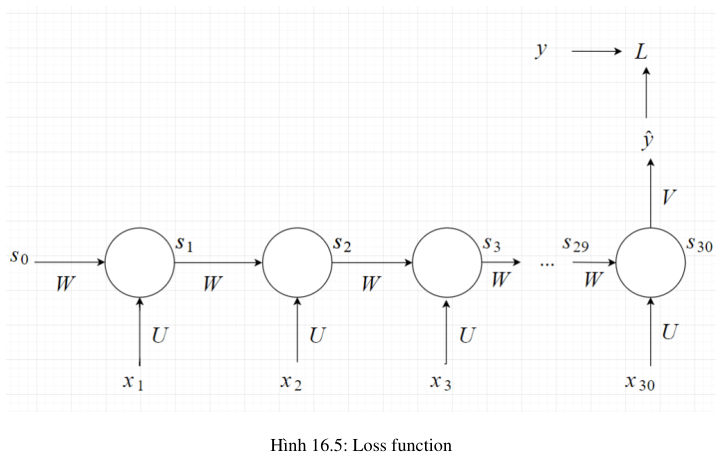 y L
ŷ
V
s0 s1 s2 s3 ... s29 s30
W W W W W
U U U U
x1 x2 x3 x30
Hình 16.5: Loss function